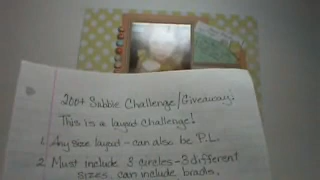 200+ Subbie Challenge/Giveaway!
This is a layout challenge!
1. Any size layout - can also be P.L.
2. Must include 3 circles - 3 different
sizes. can include brads,